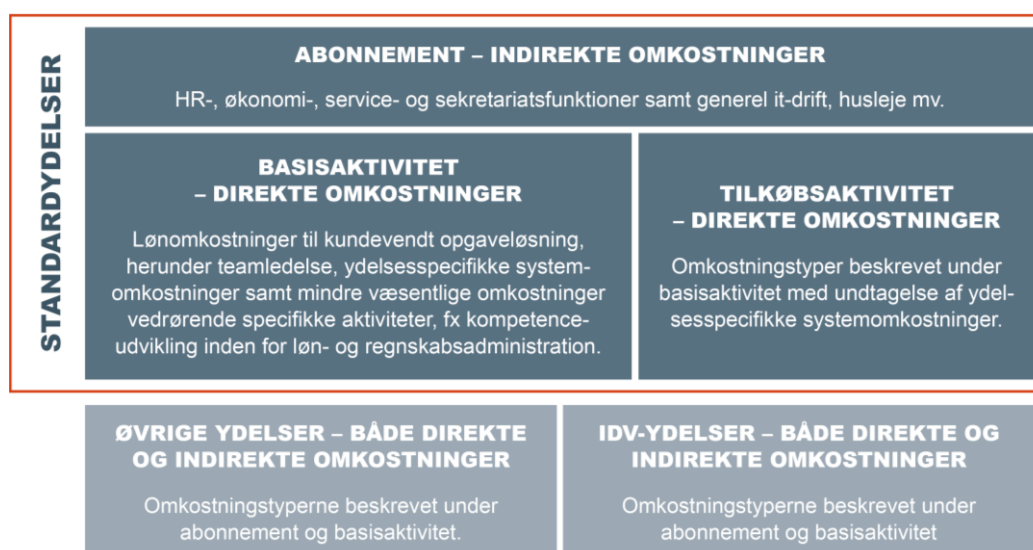 STANDARDYDELSER
ABONNEMENT – INDIREKTE OMKOSTNINGER
HR-, økonomi-, service- og sekretariatsfunktioner samt generel it-drift, husleje mv.
BASISAKTIVITET
– DIREKTE OMKOSTNINGER
Lønomkostninger til kundevendt opgaveløsning,
herunder teamledelse, ydelsesspecifikke system-
omkostninger samt mindre væsentlige omkostninger
vedrørende specifikke aktiviteter, fx kompetence-
udvikling inden for løn- og regnskabsadministration.
TILKØBSAKTIVITET
– DIREKTE OMKOSTNINGER
Omkostningstyper beskrevet under
basisaktivitet med undtagelse af ydel-
sesspecifikke systemomkostninger.
ØVRIGE YDELSER – BÅDE DIREKTE
OG INDIREKTE OMKOSTNINGER
Omkostningstyperne beskrevet under
abonnement og basisaktivitet.
IDV-YDELSER – BÅDE DIREKTE OG
INDIREKTE OMKOSTNINGER
Omkostningstyperne beskrevet under
abonnement og basisaktivitet